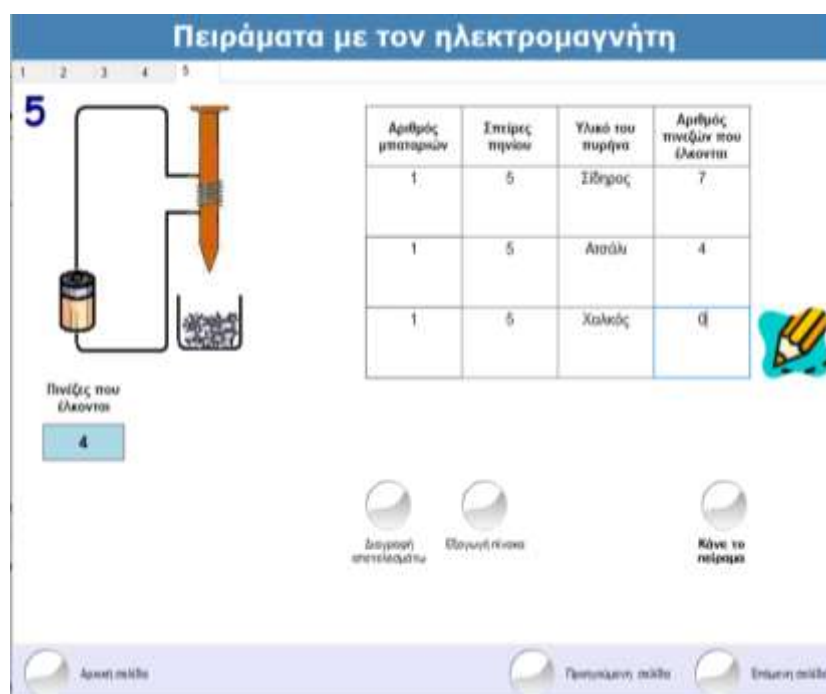 Πειράματα με τον ηλεκτρομαγνήτη
1 2 3 4 5
5
Αριθμός μπαταριών
Σπείρες πηνίου
Υλικό του πυρήνα
Αριθμός πινεζών που έλκονται
1 5 Σίδηρος 7
1 5 Ατσάλι 4
1 5 Χαλκός 0
Πινέζες που
έλκονται
4
Διαγραφή
αποτελεσμάτω
Εξαγωγή πίνακα
Κάνε το
πείραμα
Αρχική σελίδα
Προηγούμενη σελίδα
Επόμενη σελίδα